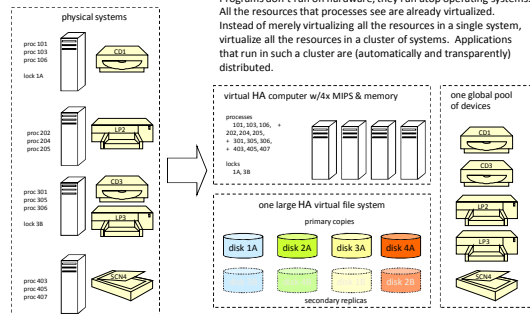 Programs don't run on hardware, they run atop operating systems.
All the resources that processes see are already virtualized.
Instead of merely virtualizing all the resources in a single system,
virtualize all the resources in a cluster of systems. Applications
that run in such a cluster are (automatically and transparently)
distributed.
physical systems
proc 101
proc 103
proc 106
lock 1A
CD1
proc 202
proc 204
proc 205
LP2
proc 301
proc 305
proc 306
lock 3B
CD3
LP3
proc 403
proc 405
proc 407
SCN4
virtual HA computer w/4x MIPS & memory
processes
101, 103, 106, +
202, 204, 205,
+ 301, 305, 306,
+ 403, 405, 407
locks
1A, 3B
one large HA virtual file system
primary copies
disk 1A disk 2A disk 3A disk 4A
disk 2B
secondary replicas
one global pool
of devices
CD1
CD3
LP2
LP3
SCN4